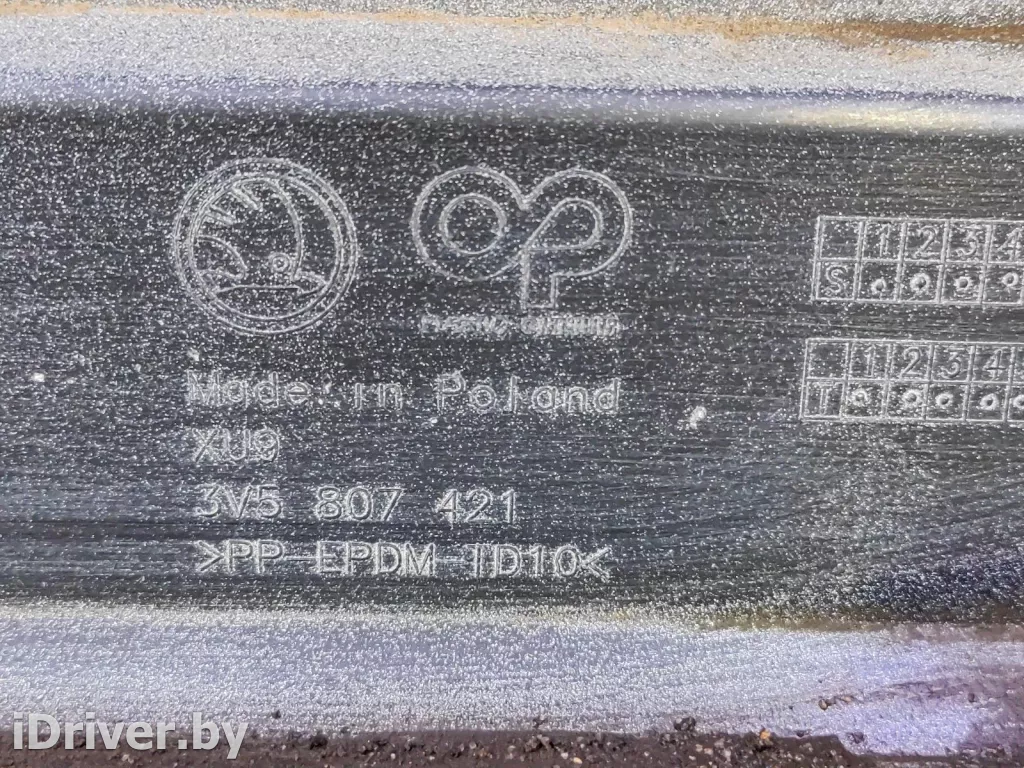 OP
1 2 3 4
S
1 2 3 4
T
Made in Poland
XU9
3V5 807 421
>PP-EPDM-TD10<
iDriver.by